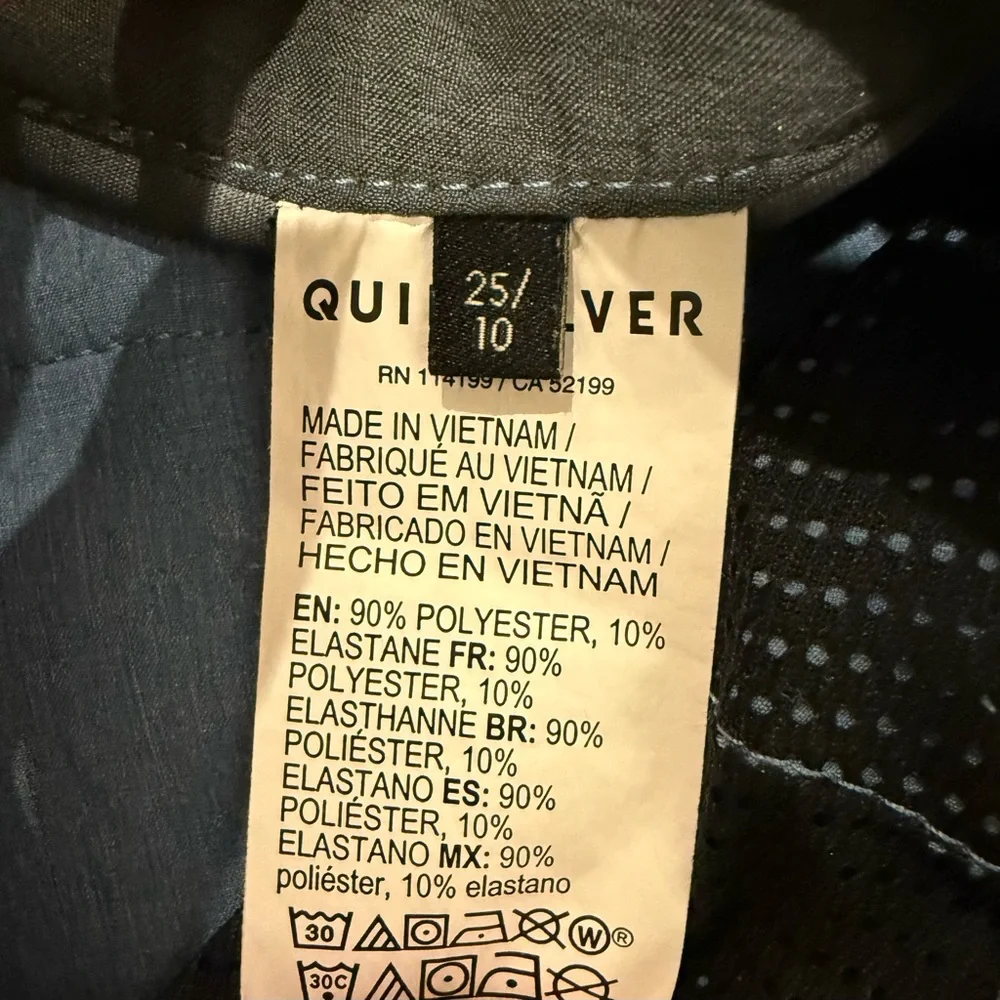 25/
10
QUI VER
RN 114199 / CA 52199
MADE IN VIETNAM /
FABRIQUÉ AU VIETNAM /
FEITO EM VIETNÃ /
FABRICADO EN VIETNAM /
HECHO EN VIETNAM
EN: 90% POLYESTER, 10%
ELASTANE FR: 90%
POLYESTER, 10%
ELASTHANNE BR: 90%
POLIÉSTER, 10%
ELASTANO ES: 90%
POLIÉSTER, 10%
ELASTANO MX: 90%
poliéster, 10% elastano
30 W®
30C